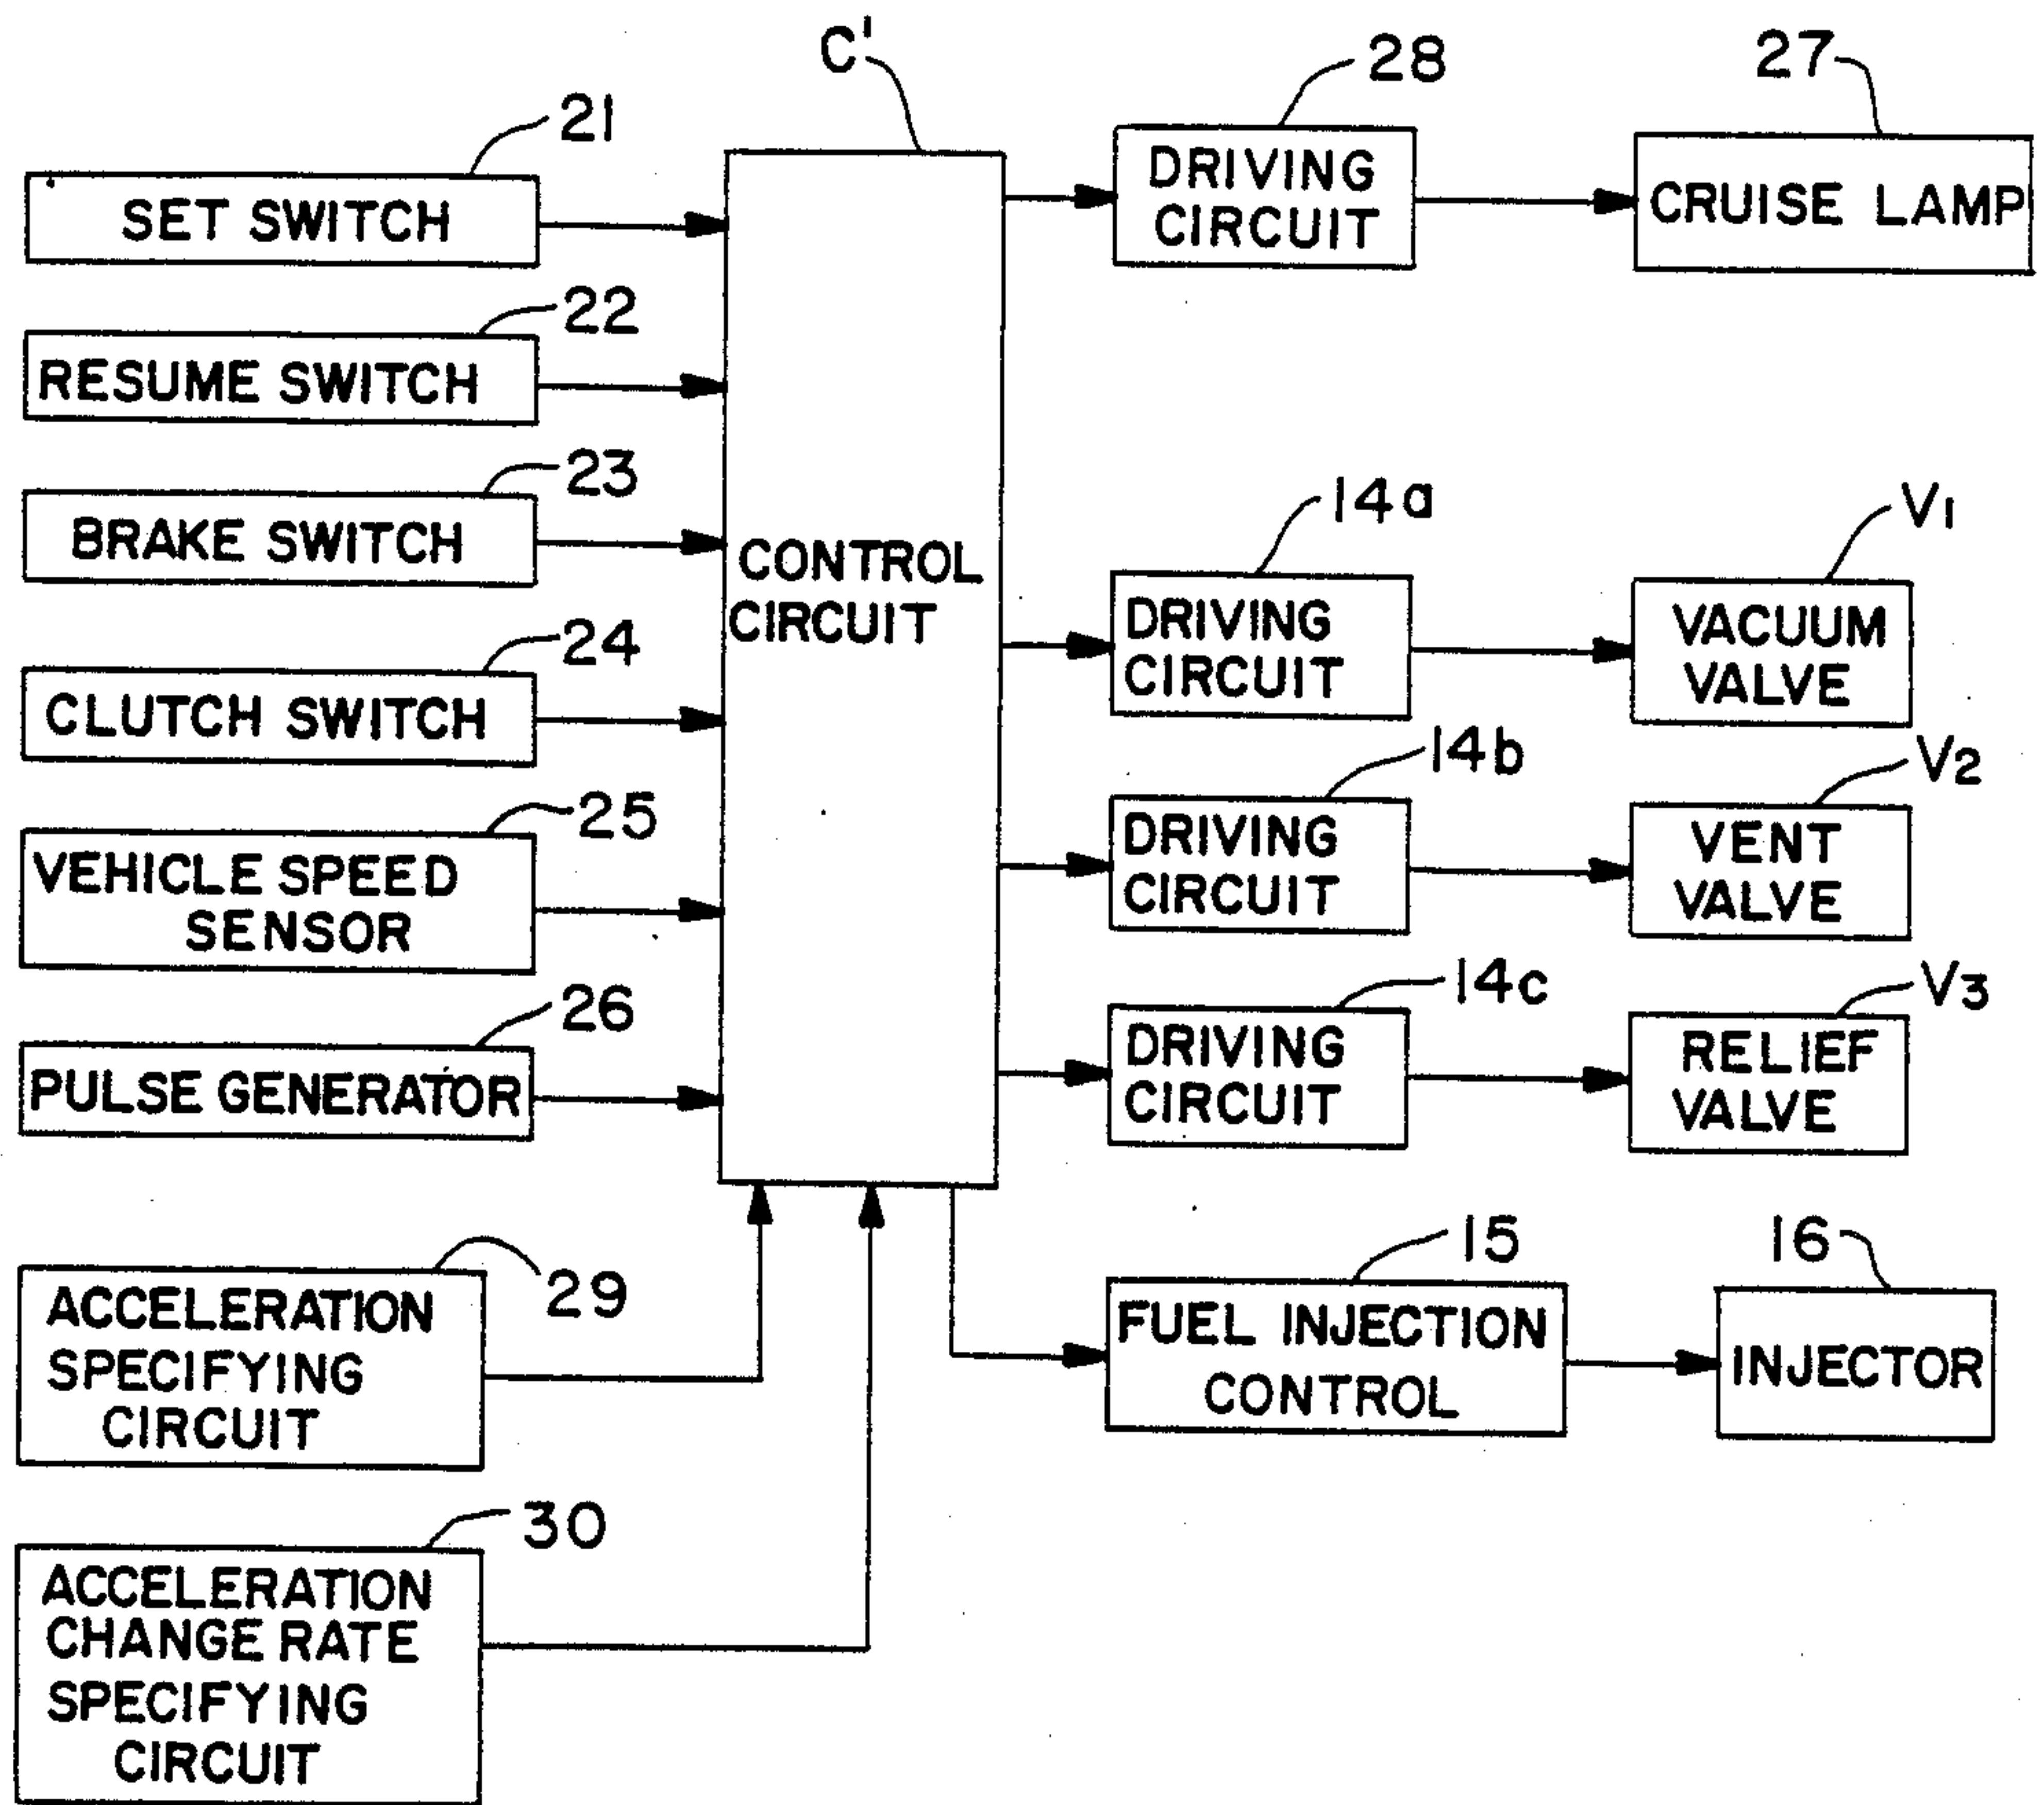 C'
28
27
21
SET SWITCH
DRIVING
CIRCUIT
CRUISE LAMP
22
RESUME SWITCH
23
BRAKE SWITCH
CONTROL
CIRCUIT
14a
V1
DRIVING
CIRCUIT
VACUUM
VALVE
24
CLUTCH SWITCH
14b
V2
DRIVING
CIRCUIT
VENT
VALVE
25
VEHICLE SPEED
SENSOR
14c
V3
DRIVING
CIRCUIT
RELIEF
VALVE
26
PULSE GENERATOR
29
ACCELERATION
SPECIFYING
CIRCUIT
15
16
FUEL INJECTION
CONTROL
INJECTOR
30
ACCELERATION
CHANGE RATE
SPECIFYING
CIRCUIT